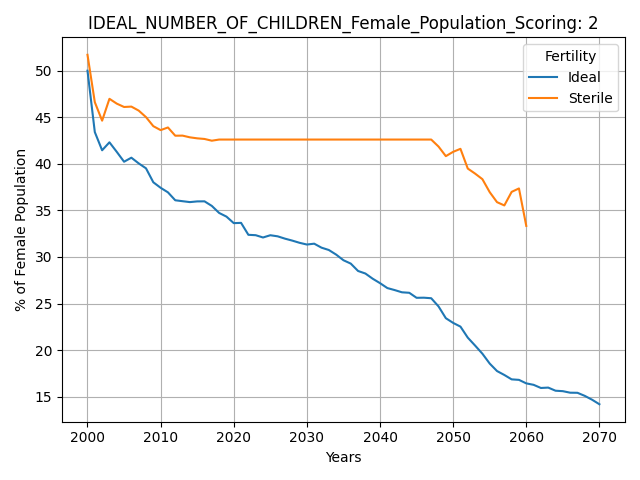 IDEAL_NUMBER_OF_CHILDREN_Female_Population_Scoring: 2
Fertility
Ideal
Sterile
% of Female Population
50
45
40
35
30
25
20
15
2000 2010 2020 2030 2040 2050 2060 2070
Years